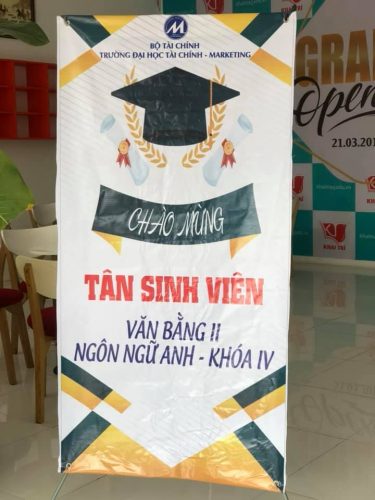 M
BỘ TÀI CHÍNH
TRƯỜNG ĐẠI HỌC TÀI CHÍNH - MARKETING
CHÀO MỪNG
TÂN SINH VIÊN
VĂN BẰNG II
NGÔN NGỮ ANH - KHÓA IV
GRAN
Open
21.03.201
KHAI TRÍ
KHAI TRÍ